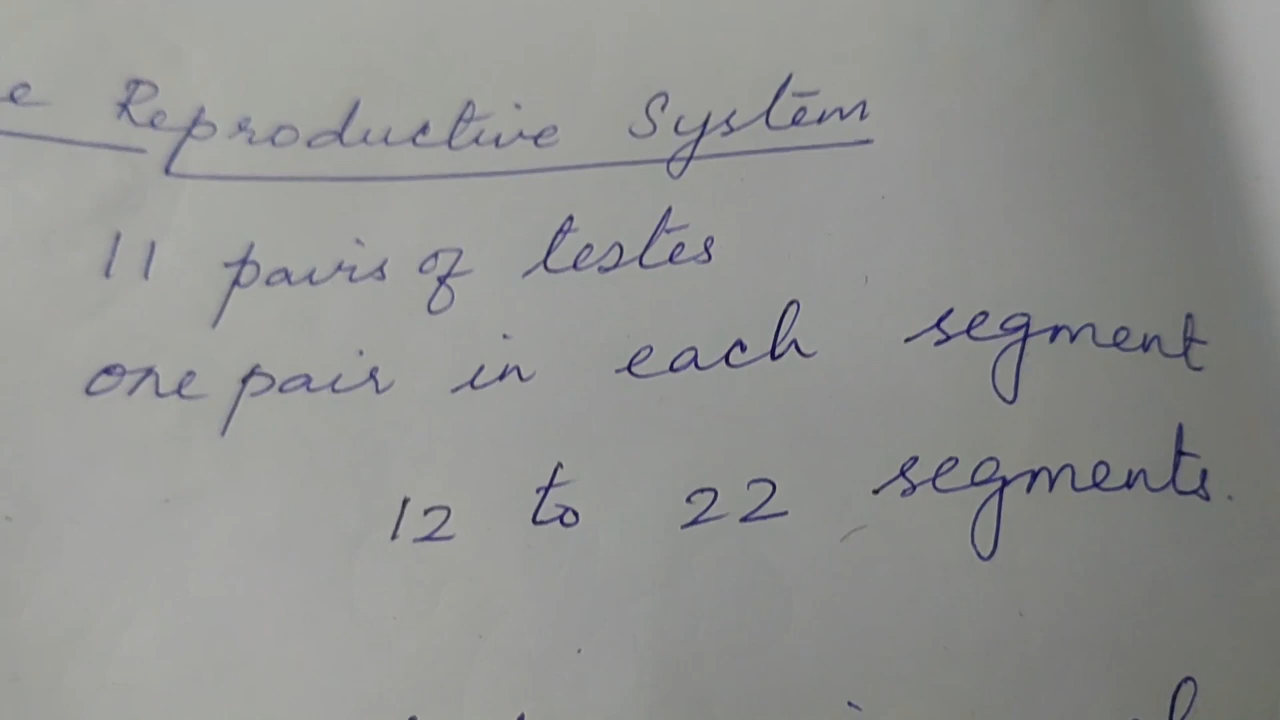 e Reproductive System
11 pairs of testes
one pair in each segment
12 to 22 segments.